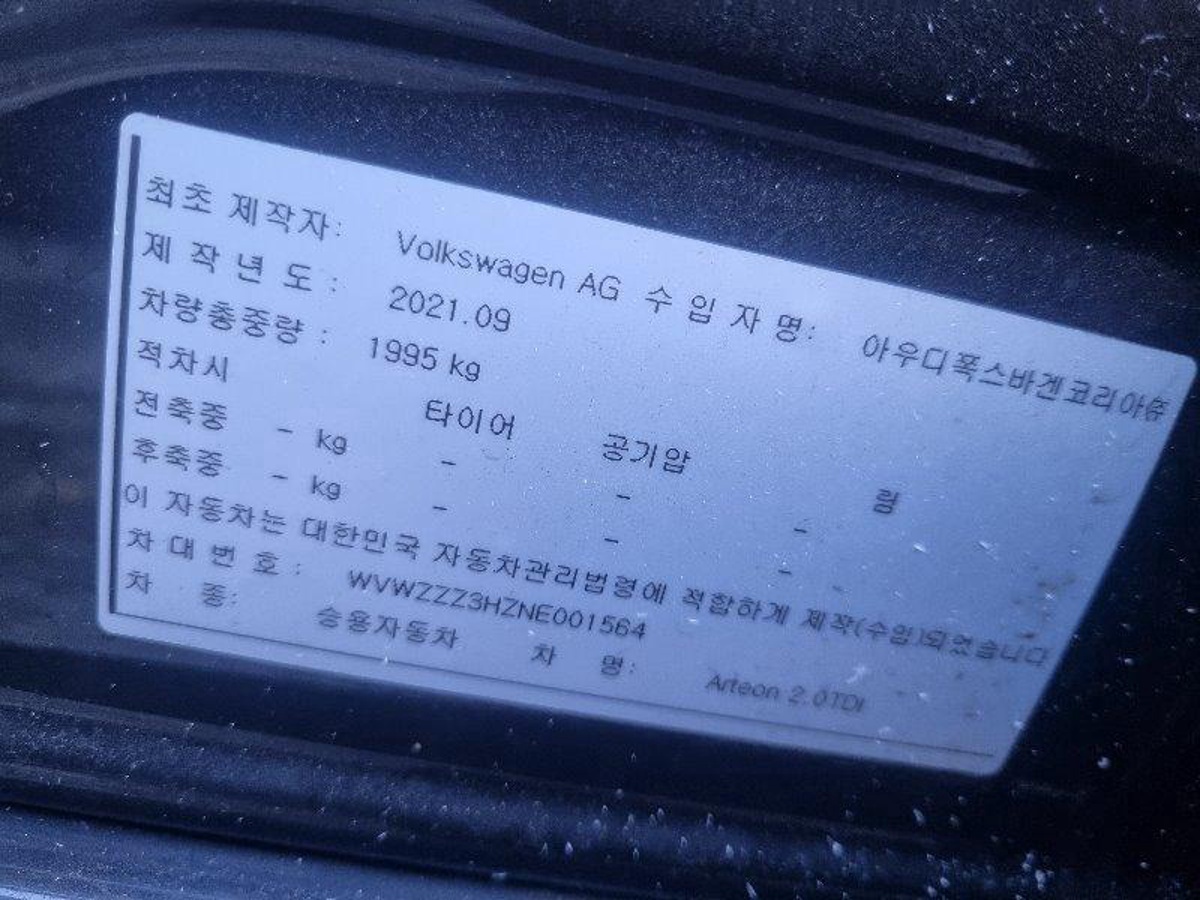 최초 제작자: Volkswagen AG 수 입 자 명: 아우디폭스바겐코리아㈜
제 작 년 도 : 2021.09
차량총중량 : 1995 kg
적차시 타이어 공기압 림
전축중 - kg - - -
후축중 - kg - - -
이 자동차는 대한민국 자동차관리법령에 적합하게 제작(수입)되었습니다
차 대 번 호 : WVWZZZ3HZNE001564
차 종: 승용자동차 차 명: Arteon 2.0TDI